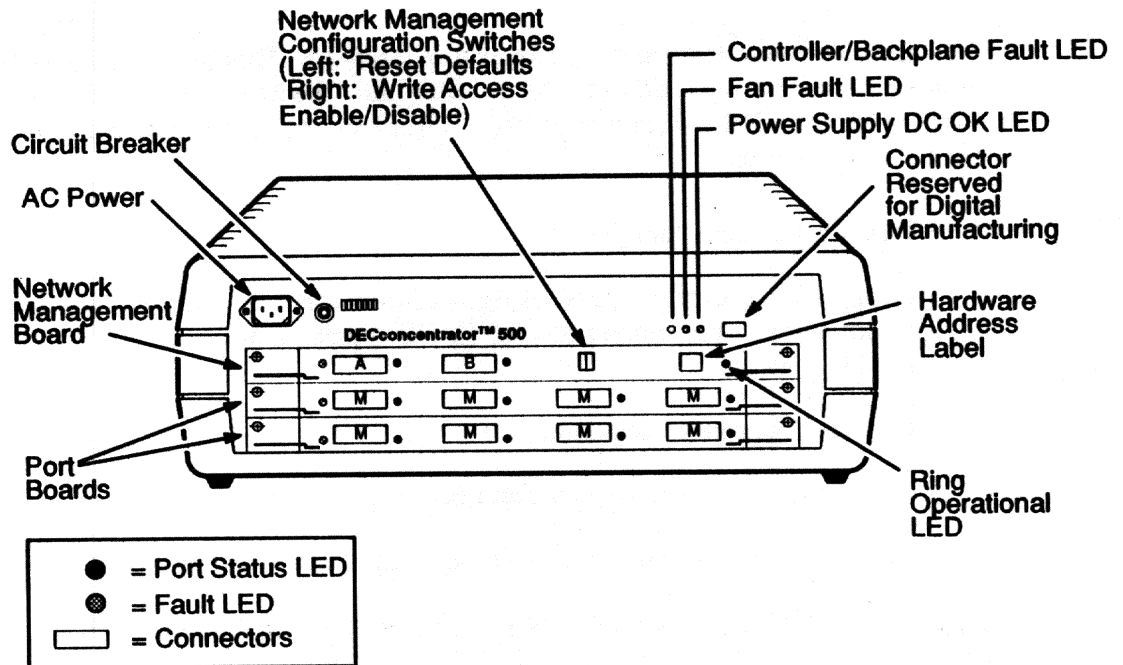 Network Management
Configuration Switches
(Left: Reset Defaults
Right: Write Access
Enable/Disable)
Controller/Backplane Fault LED
Fan Fault LED
Power Supply DC OK LED
Circuit Breaker
AC Power
Connector
Reserved
for Digital
Manufacturing
Network
Management
Board
Hardware
Address
Label
DECconcentrator™ 500
A B
M M M M
M M M M
Port
Boards
Ring
Operational
LED
= Port Status LED
= Fault LED
= Connectors